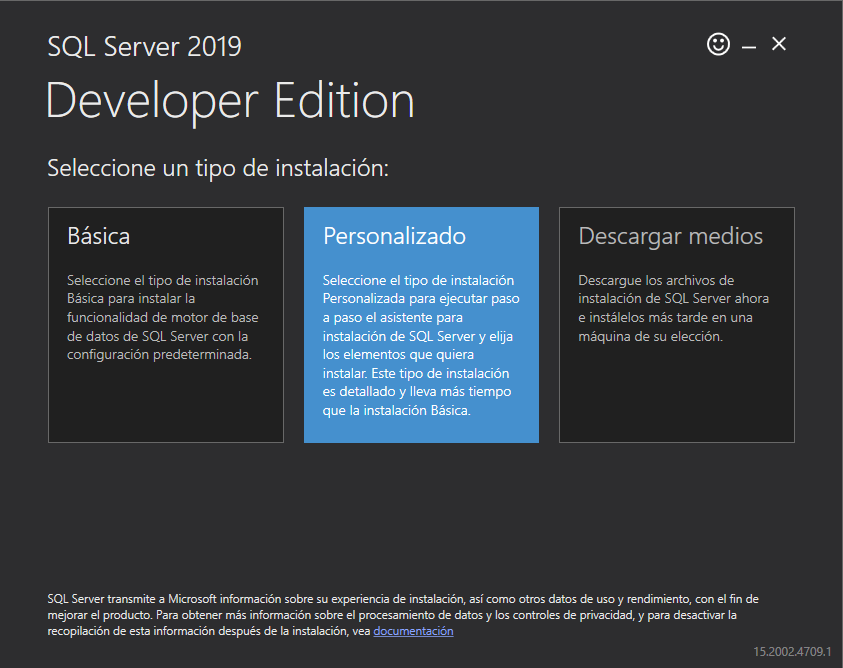 SQL Server 2019
Developer Edition
Seleccione un tipo de instalación:
Básica
Seleccione el tipo de instalación
Básica para instalar la
funcionalidad de motor de base
de datos de SQL Server con la
configuración predeterminada.
Personalizado
Seleccione el tipo de instalación
Personalizada para ejecutar paso
a paso el asistente para
instalación de SQL Server y elija
los elementos que quiera
instalar. Este tipo de instalación
es detallado y lleva más tiempo
que la instalación Básica.
Descargar medios
Descargue los archivos de
instalación de SQL Server ahora
e instálelos más tarde en una
máquina de su elección.
SQL Server transmite a Microsoft información sobre su experiencia de instalación, así como otros datos de uso y rendimiento, con el fin de
mejorar el producto. Para obtener más información sobre el procesamiento de datos y los controles de privacidad, y para desactivar la
recopilación de esta información después de la instalación, vea documentación
15.2002.4709.1